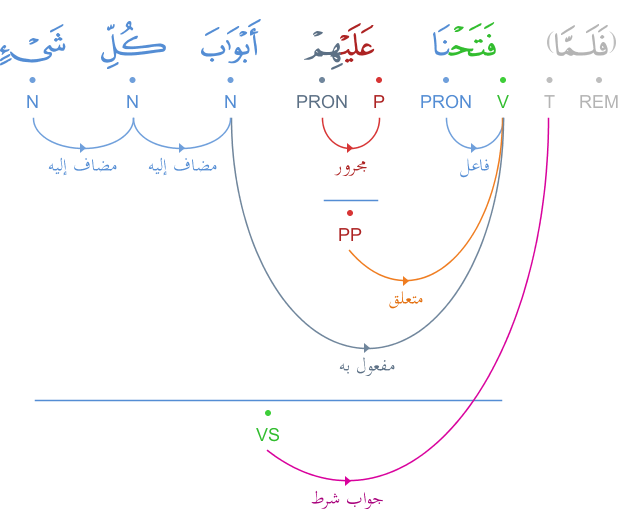 (فَلَمَّا) فَتَحْنَا عَلَيْهِمْ أَبْوَٰبَ كُلِّ شَىْءٍ
REM T V PRON P PRON N N N
فاعل مجرور مضاف إليه مضاف إليه
PP
متعلق
مفعول به
VS
جواب شرط